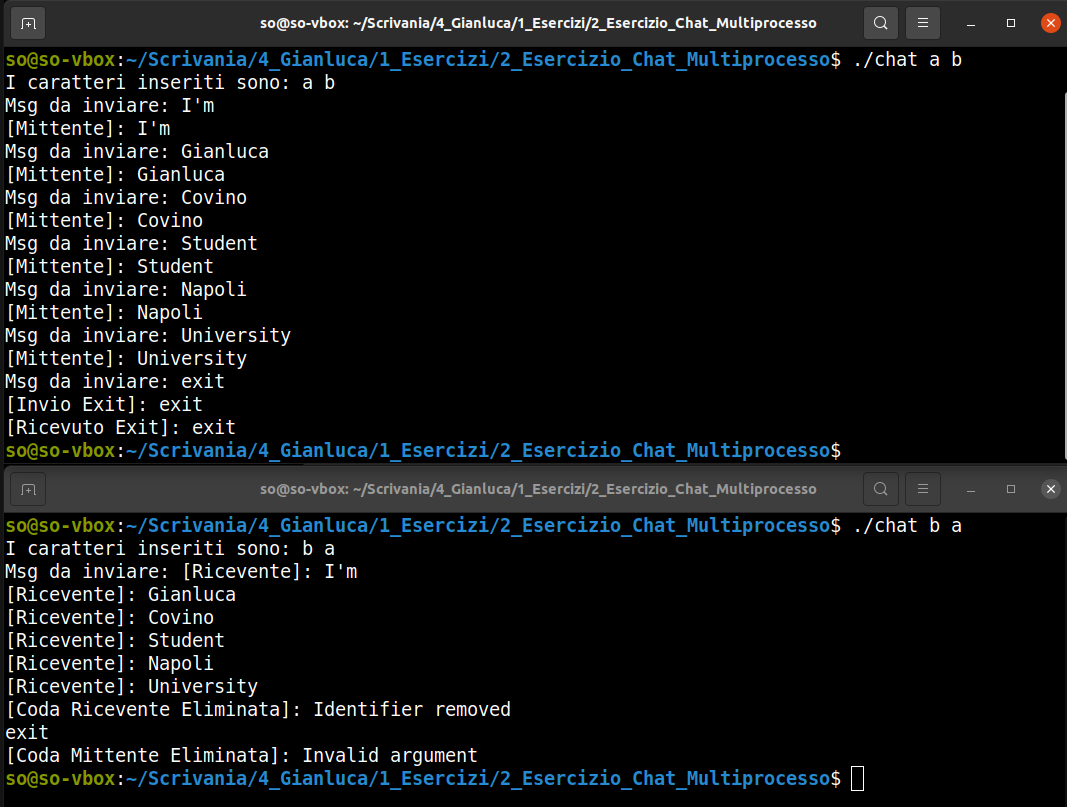 so@so-vbox: ~/Scrivania/4_Gianluca/1_Esercizi/2_Esercizio_Chat_Multiprocesso
so@so-vbox:~/Scrivania/4_Gianluca/1_Esercizi/2_Esercizio_Chat_Multiprocesso$ ./chat a b
I caratteri inseriti sono: a b
Msg da inviare: I'm
[Mittente]: I'm
Msg da inviare: Gianluca
[Mittente]: Gianluca
Msg da inviare: Covino
[Mittente]: Covino
Msg da inviare: Student
[Mittente]: Student
Msg da inviare: Napoli
[Mittente]: Napoli
Msg da inviare: University
[Mittente]: University
Msg da inviare: exit
[Invio Exit]: exit
[Ricevuto Exit]: exit
so@so-vbox:~/Scrivania/4_Gianluca/1_Esercizi/2_Esercizio_Chat_Multiprocesso$
so@so-vbox: ~/Scrivania/4_Gianluca/1_Esercizi/2_Esercizio_Chat_Multiprocesso
so@so-vbox:~/Scrivania/4_Gianluca/1_Esercizi/2_Esercizio_Chat_Multiprocesso$ ./chat b a
I caratteri inseriti sono: b a
Msg da inviare: [Ricevente]: I'm
[Ricevente]: Gianluca
[Ricevente]: Covino
[Ricevente]: Student
[Ricevente]: Napoli
[Ricevente]: University
[Coda Ricevente Eliminata]: Identifier removed
exit
[Coda Mittente Eliminata]: Invalid argument
so@so-vbox:~/Scrivania/4_Gianluca/1_Esercizi/2_Esercizio_Chat_Multiprocesso$